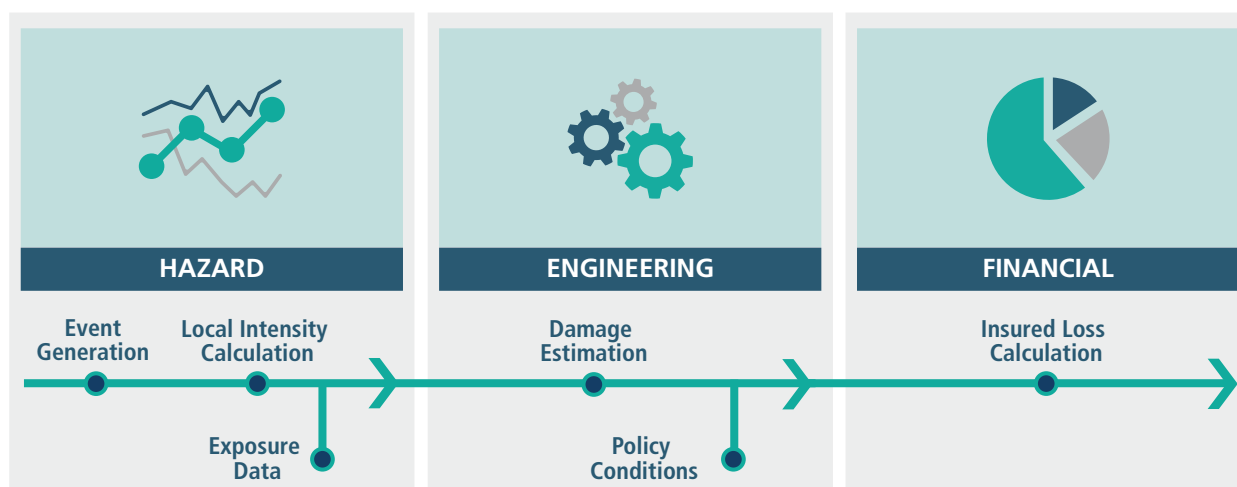 HAZARD
ENGINEERING
FINANCIAL
Event
Generation
Local Intensity
Calculation
Exposure
Data
Damage
Estimation
Policy
Conditions
Insured Loss
Calculation